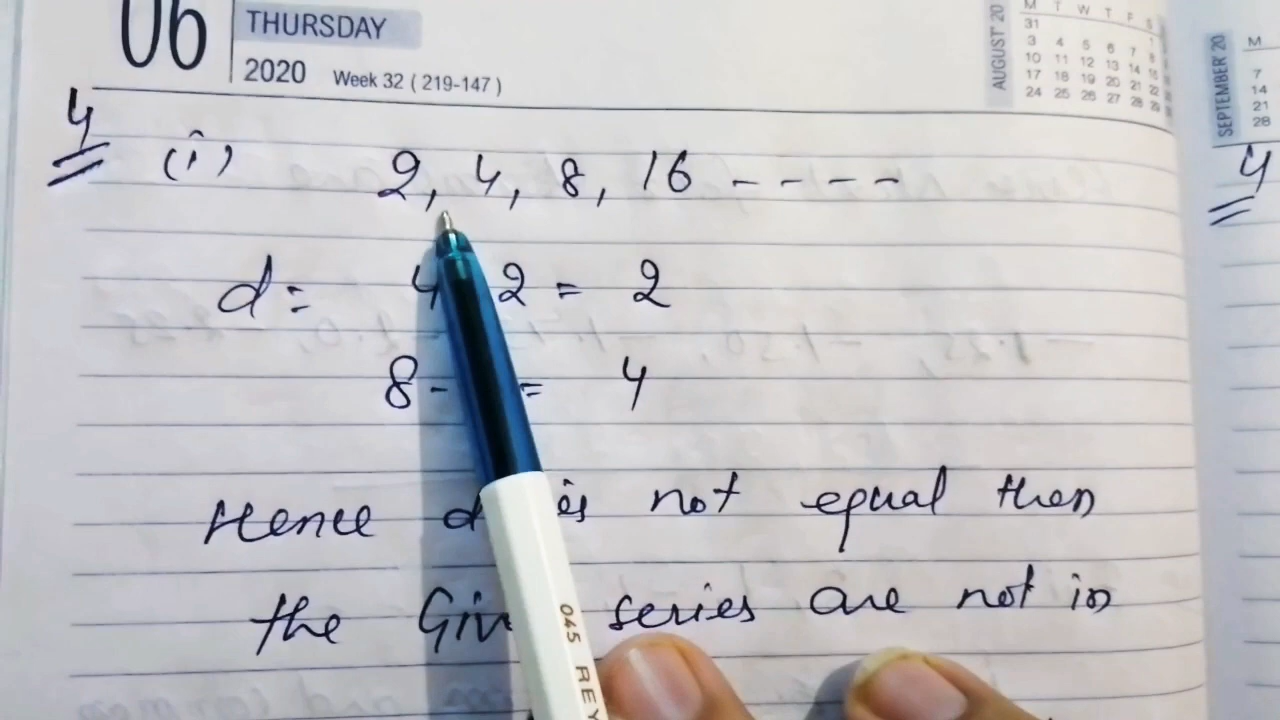 06 THURSDAY
2020 Week 32 ( 219-147 )
AUGUST' 20
M T W T F S
31 1
3 4 5 6 7 8
10 11 12 13 14 15
17 18 19 20 21 22
24 25 26 27 28 29
SEPTEMBER' 20
M
7
14
21
28
4 (i) 2, 4, 8, 16 - - - -
d = 4 2 = 2
8 - = 4
Hence d is not equal then
the series are not in
045 REY
4